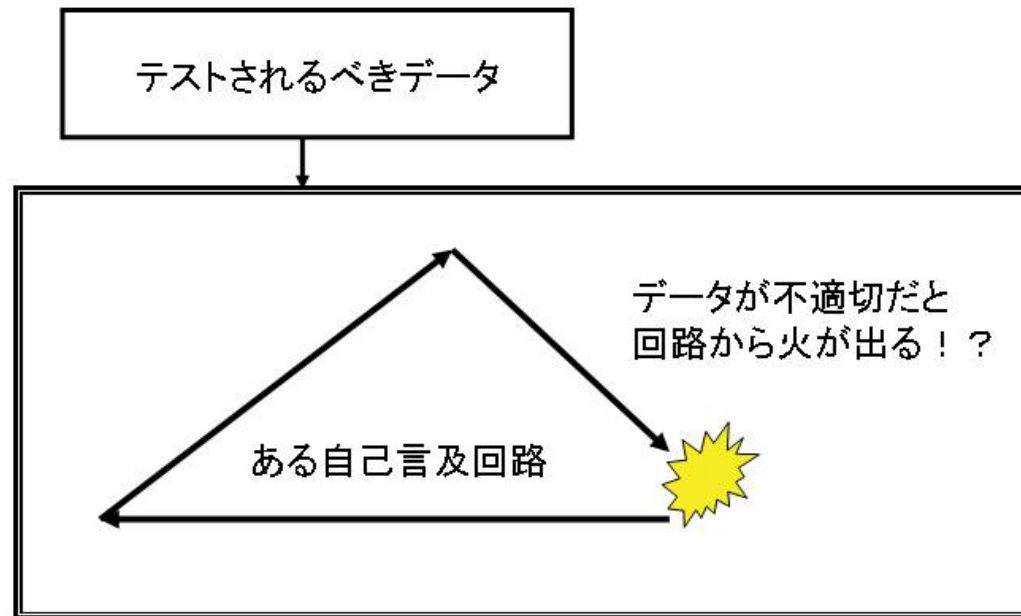 テストされるべきデータ
データが不適切だと
回路から火が出る！？
ある自己言及回路